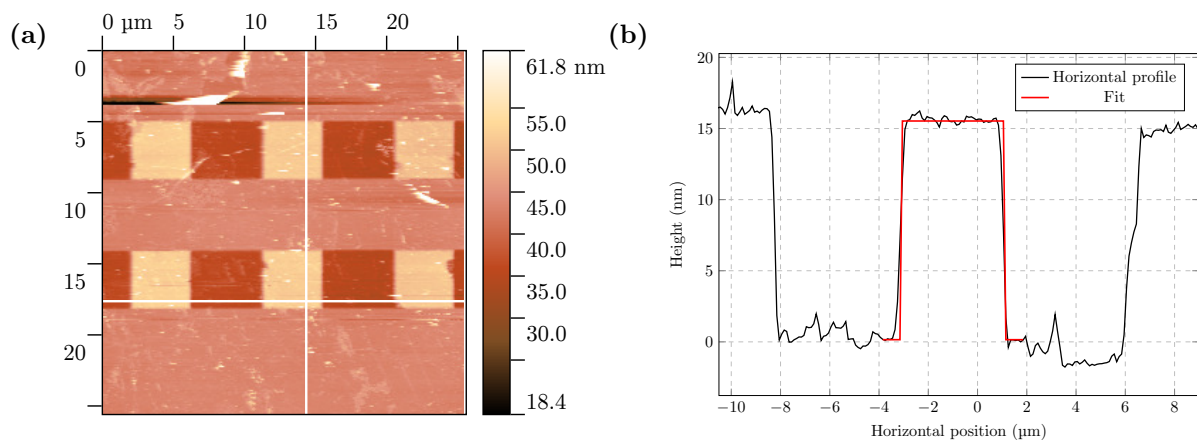 (a)
0 µm 5 10 15 20
0
5
10
15
20
61.8 nm
55.0
50.0
45.0
40.0
35.0
30.0
18.4
(b)
20
15
10
5
0
Height (nm)
Horizontal profile
Fit
−10 −8 −6 −4 −2 0 2 4 6 8
Horizontal position (µm)